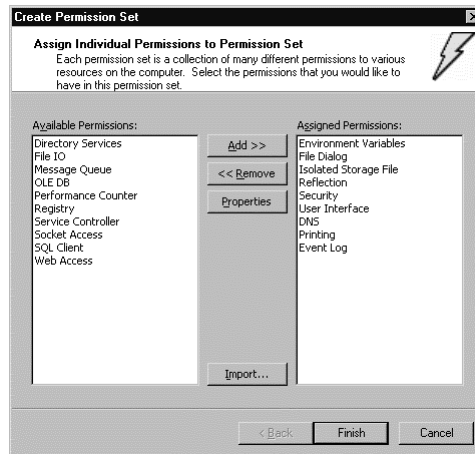 Create Permission Set
Assign Individual Permissions to Permission Set
Each permission set is a collection of many different permissions to various
resources on the computer. Select the permissions that you would like to
have in this permission set.
Available Permissions:
Directory Services
File IO
Message Queue
OLE DB
Performance Counter
Registry
Service Controller
Socket Access
SQL Client
Web Access
Add >>
<< Remove
Properties
Import...
Assigned Permissions:
Environment Variables
File Dialog
Isolated Storage File
Reflection
Security
User Interface
DNS
Printing
Event Log
< Back
Finish
Cancel